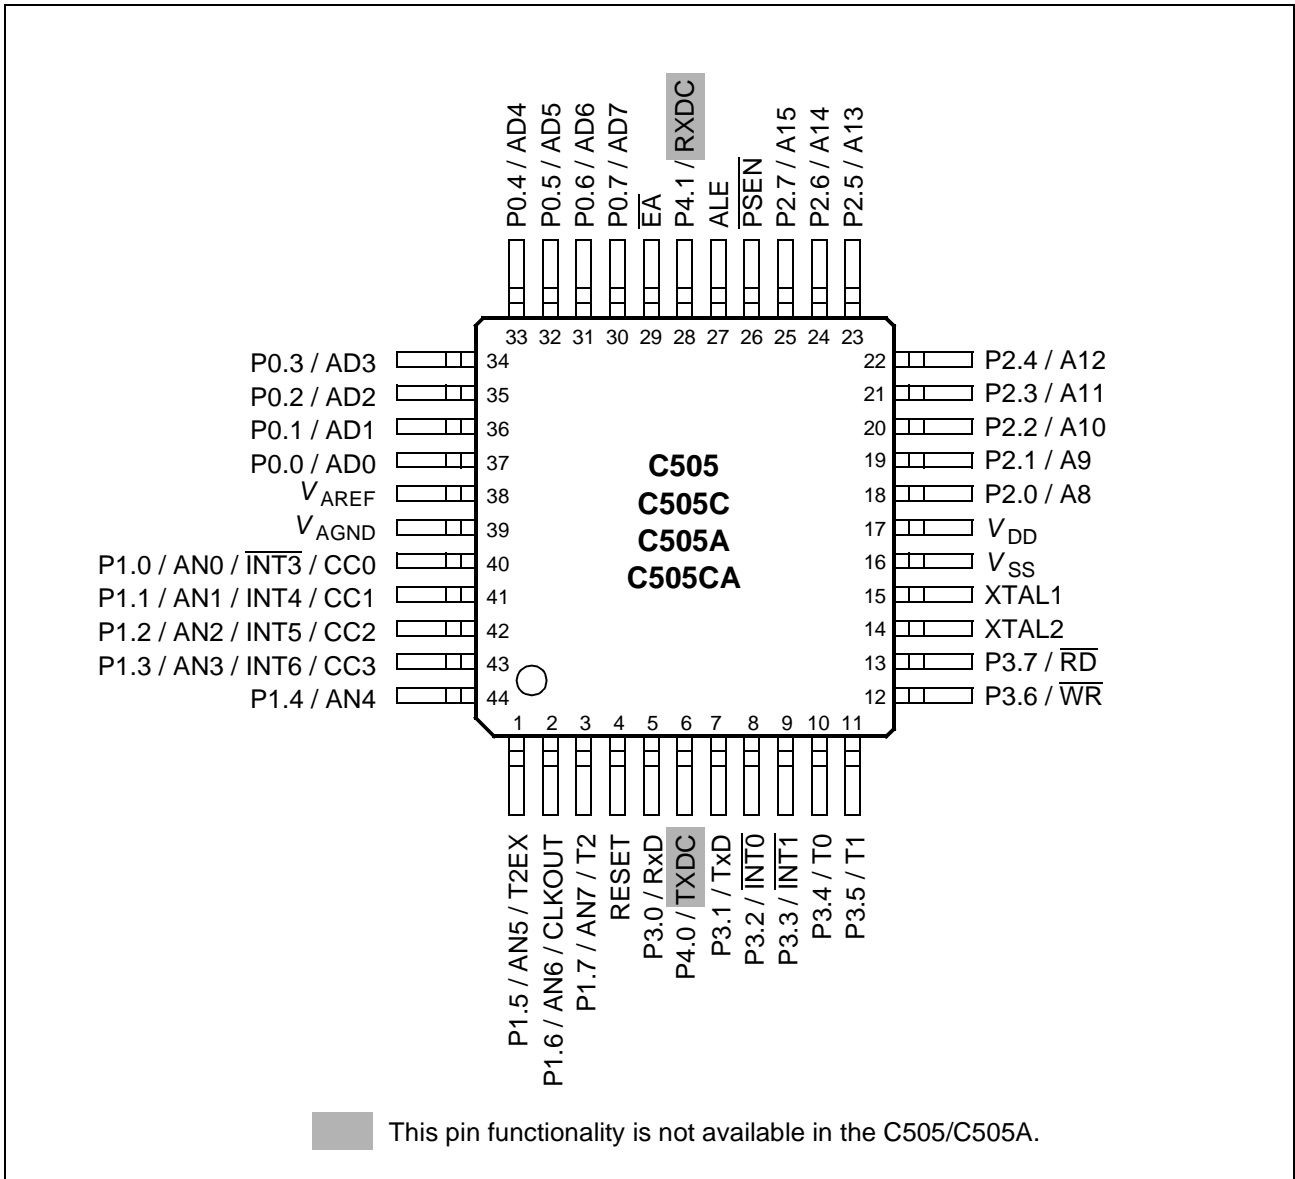 P0.4 / AD4
P0.5 / AD5
P0.6 / AD6
P0.7 / AD7
E̅A̅
P4.1 / RXDC
ALE
P̅S̅E̅N̅
P2.7 / A15
P2.6 / A14
P2.5 / A13
33 32 31 30 29 28 27 26 25 24 23
P0.3 / AD3 34
P0.2 / AD2 35
P0.1 / AD1 36
P0.0 / AD0 37
VAREF 38
VAGND 39
P1.0 / AN0 / I̅N̅T̅3̅ / CC0 40
P1.1 / AN1 / INT4 / CC1 41
P1.2 / AN2 / INT5 / CC2 42
P1.3 / AN3 / INT6 / CC3 43
P1.4 / AN4 44
C505
C505C
C505A
C505CA
22 P2.4 / A12
21 P2.3 / A11
20 P2.2 / A10
19 P2.1 / A9
18 P2.0 / A8
17 VDD
16 VSS
15 XTAL1
14 XTAL2
13 P3.7 / R̅D̅
12 P3.6 / W̅R̅
1 2 3 4 5 6 7 8 9 10 11
P1.5 / AN5 / T2EX
P1.6 / AN6 / CLKOUT
P1.7 / AN7 / T2
RESET
P3.0 / RxD
P4.0 / TXDC
P3.1 / TxD
P3.2 / I̅N̅T̅0̅
P3.3 / I̅N̅T̅1̅
P3.4 / T0
P3.5 / T1
This pin functionality is not available in the C505/C505A.